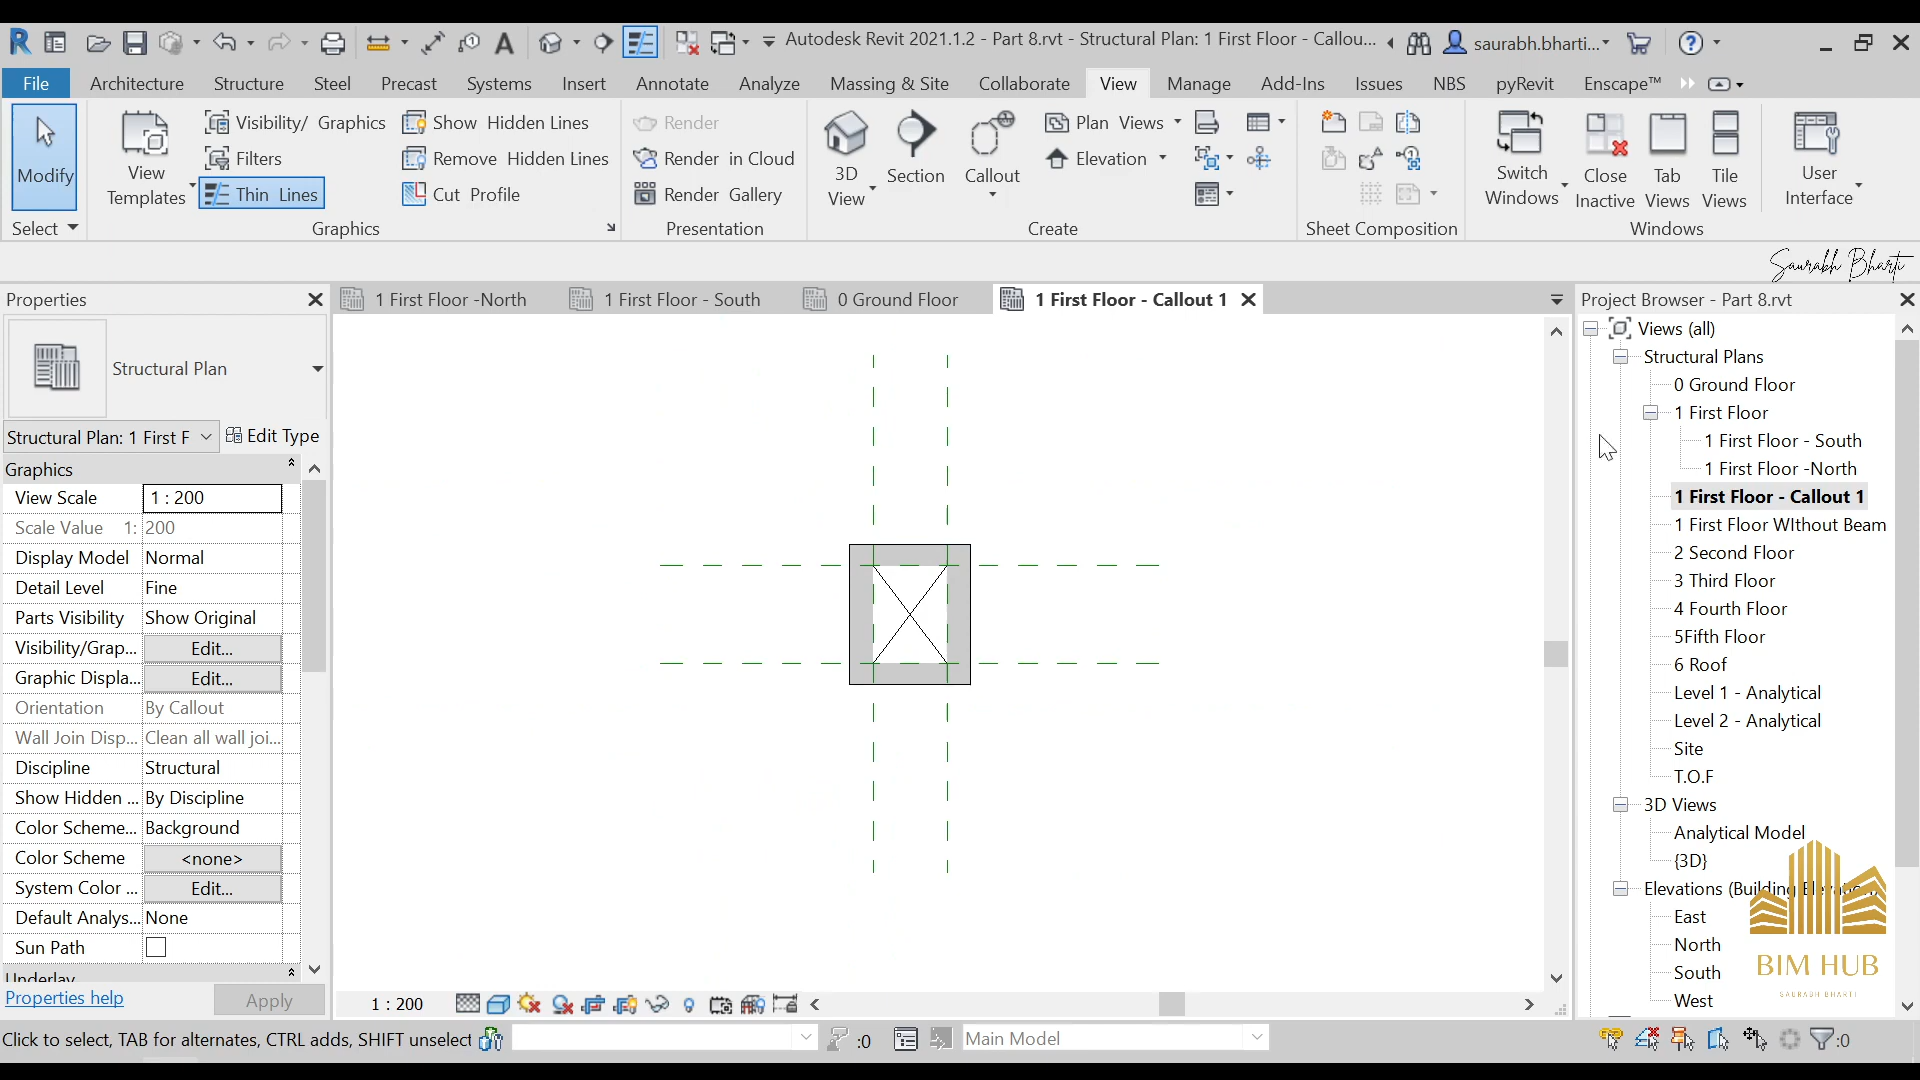 Autodesk Revit 2021.1.2 - Part 8.rvt - Structural Plan: 1 First Floor - Callou...
saurabh.bharti...
File Architecture Structure Steel Precast Systems Insert Annotate Analyze Massing & Site Collaborate View Manage Add-Ins Issues NBS pyRevit Enscape™
Modify
Select
View
Templates
Visibility/ Graphics
Filters
Thin Lines
Show Hidden Lines
Remove Hidden Lines
Cut Profile
Graphics
Render
Render in Cloud
Render Gallery
Presentation
3D
View
Section
Callout
Plan Views
Elevation
Create
Sheet Composition
Switch
Windows
Close
Inactive
Tab
Views
Tile
Views
Windows
User
Interface
Saurabh Bharti
Properties
Structural Plan
Structural Plan: 1 First F
Edit Type
Graphics
View Scale 1 : 200
Scale Value 1: 200
Display Model Normal
Detail Level Fine
Parts Visibility Show Original
Visibility/Grap... Edit...
Graphic Displa... Edit...
Orientation By Callout
Wall Join Disp... Clean all wall joi...
Discipline Structural
Show Hidden ... By Discipline
Color Scheme... Background
Color Scheme <none>
System Color ... Edit...
Default Analys... None
Sun Path
Underlay
Properties help
Apply
1 First Floor -North
1 First Floor - South
0 Ground Floor
1 First Floor - Callout 1
1 : 200
Project Browser - Part 8.rvt
Views (all)
Structural Plans
0 Ground Floor
1 First Floor
1 First Floor - South
1 First Floor -North
1 First Floor - Callout 1
1 First Floor WIthout Beam
2 Second Floor
3 Third Floor
4 Fourth Floor
5Fifth Floor
6 Roof
Level 1 - Analytical
Level 2 - Analytical
Site
T.O.F
3D Views
Analytical Model
{3D}
Elevations (Building Elevation)
East
North
South
West
BIM HUB
SAURABH BHARTI
Click to select, TAB for alternates, CTRL adds, SHIFT unselect
:0
Main Model
:0